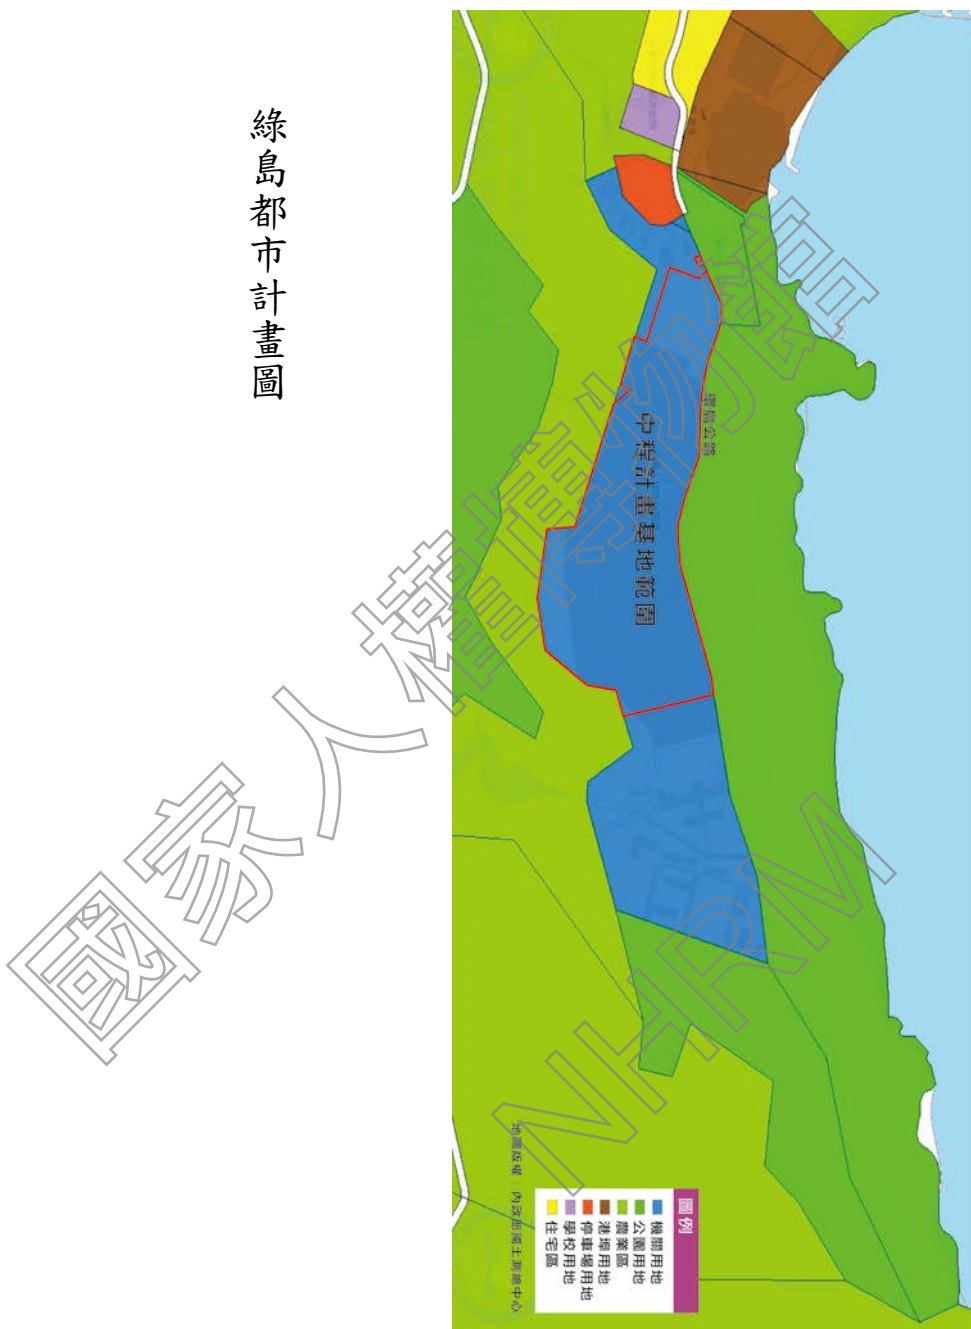 綠島都市計畫圖
環島公路
中程計畫基地範圍
圖例
機關用地
公園用地
農業區
港埠用地
停車場用地
學校用地
住宅區
地圖版權：內政部國土測繪中心
國家人權博物館
NHRM